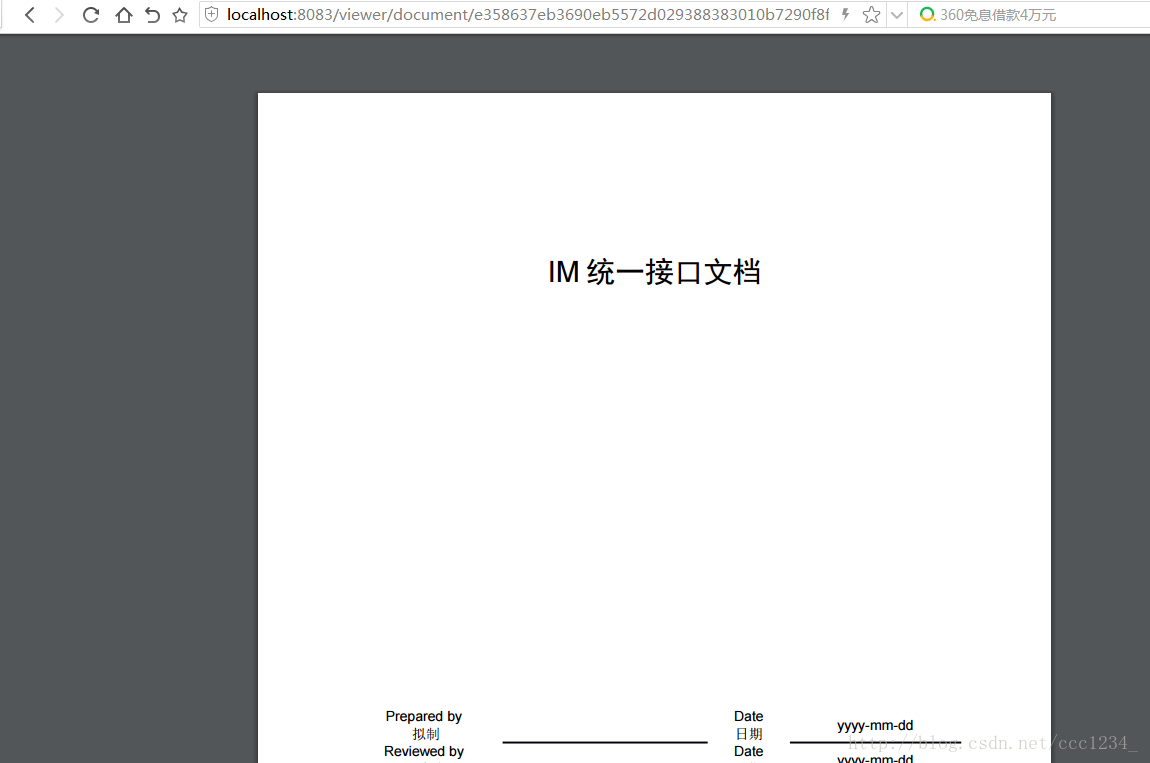 localhost:8083/viewer/document/e358637eb3690eb5572d029388383010b7290f8f
360免息借款4万元
IM 统一接口文档
Prepared by
拟制
Date
日期
yyyy-mm-dd
Reviewed by
Date
yyyy-mm-dd
http://blog.csdn.net/ccc1234_